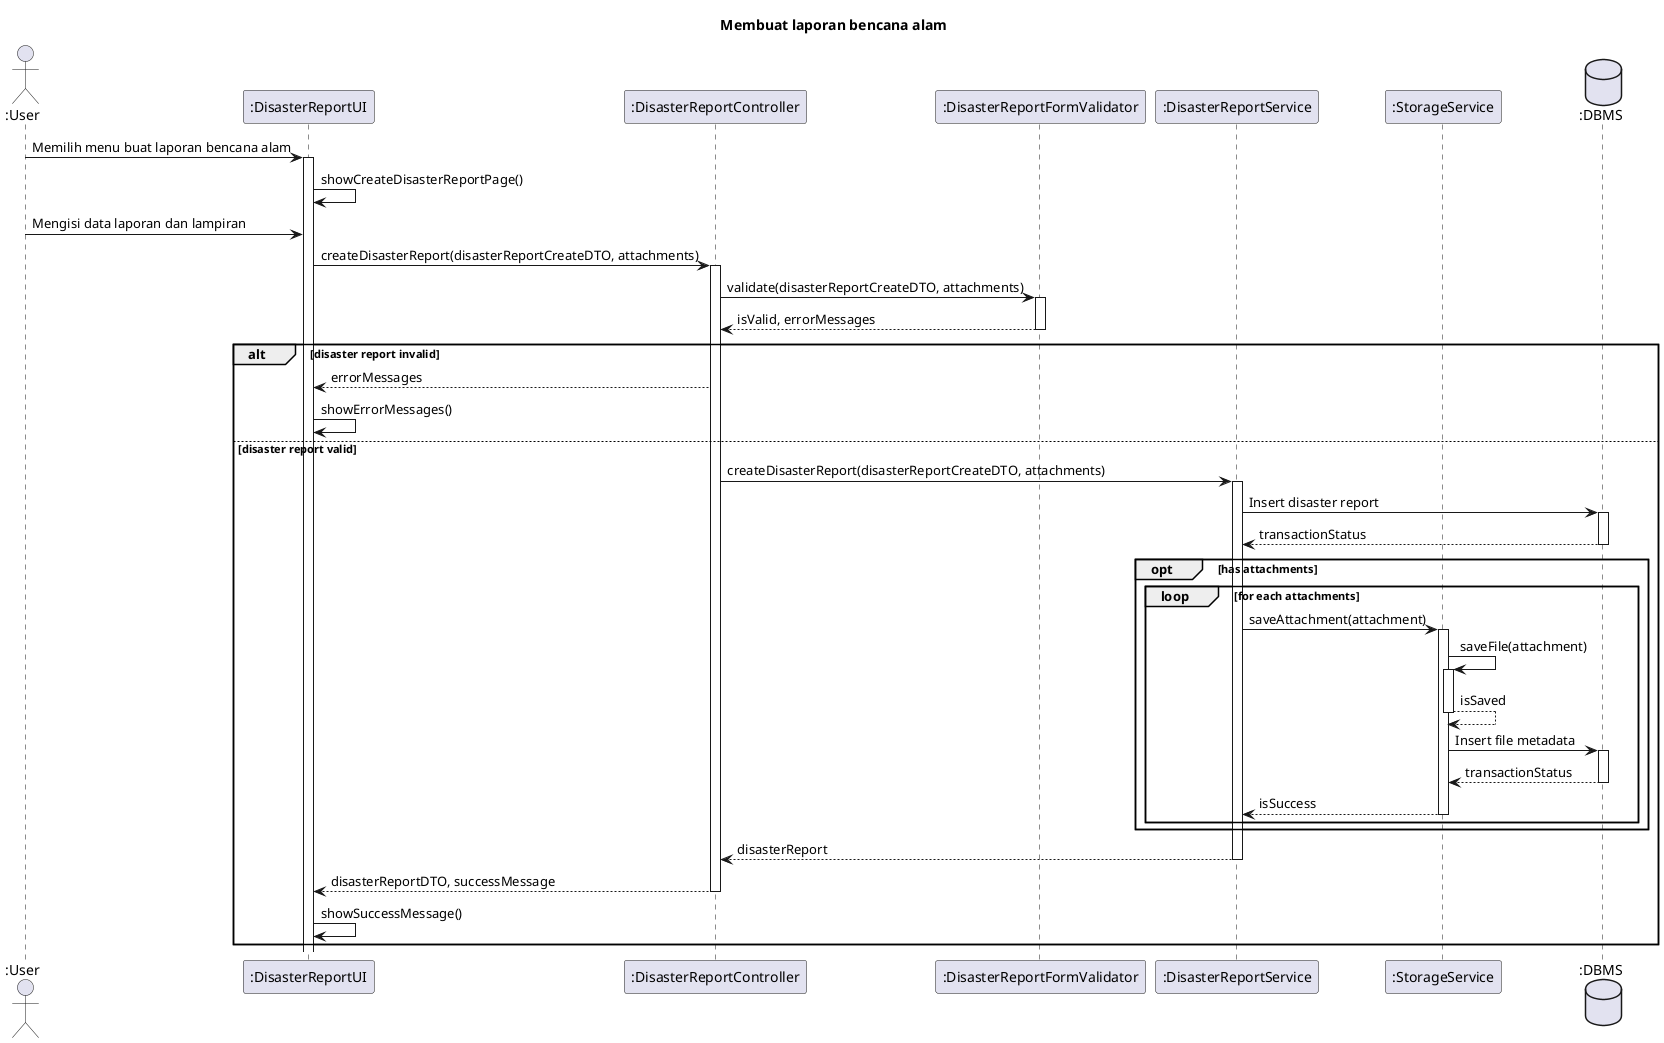 Membuat laporan bencana alam
:User
:DisasterReportUI
:DisasterReportController
:DisasterReportFormValidator
:DisasterReportService
:StorageService
:DBMS
Memilih menu buat laporan bencana alam
showCreateDisasterReportPage()
Mengisi data laporan dan lampiran
createDisasterReport(disasterReportCreateDTO, attachments)
validate(disasterReportCreateDTO, attachments)
isValid, errorMessages
alt [disaster report invalid]
errorMessages
showErrorMessages()
[disaster report valid]
createDisasterReport(disasterReportCreateDTO, attachments)
Insert disaster report
transactionStatus
opt [has attachments]
loop [for each attachments]
saveAttachment(attachment)
saveFile(attachment)
isSaved
Insert file metadata
transactionStatus
isSuccess
disasterReport
disasterReportDTO, successMessage
showSuccessMessage()
:User
:DisasterReportUI
:DisasterReportController
:DisasterReportFormValidator
:DisasterReportService
:StorageService
:DBMS